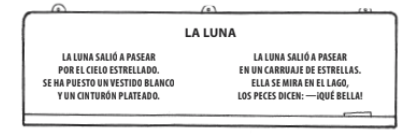 LA LUNA
LA LUNA SALIÓ A PASEAR
POR EL CIELO ESTRELLADO.
SE HA PUESTO UN VESTIDO BLANCO
Y UN CINTURÓN PLATEADO.
LA LUNA SALIÓ A PASEAR
EN UN CARRUAJE DE ESTRELLAS.
ELLA SE MIRA EN EL LAGO,
LOS PECES DICEN: —¡QUÉ BELLA!